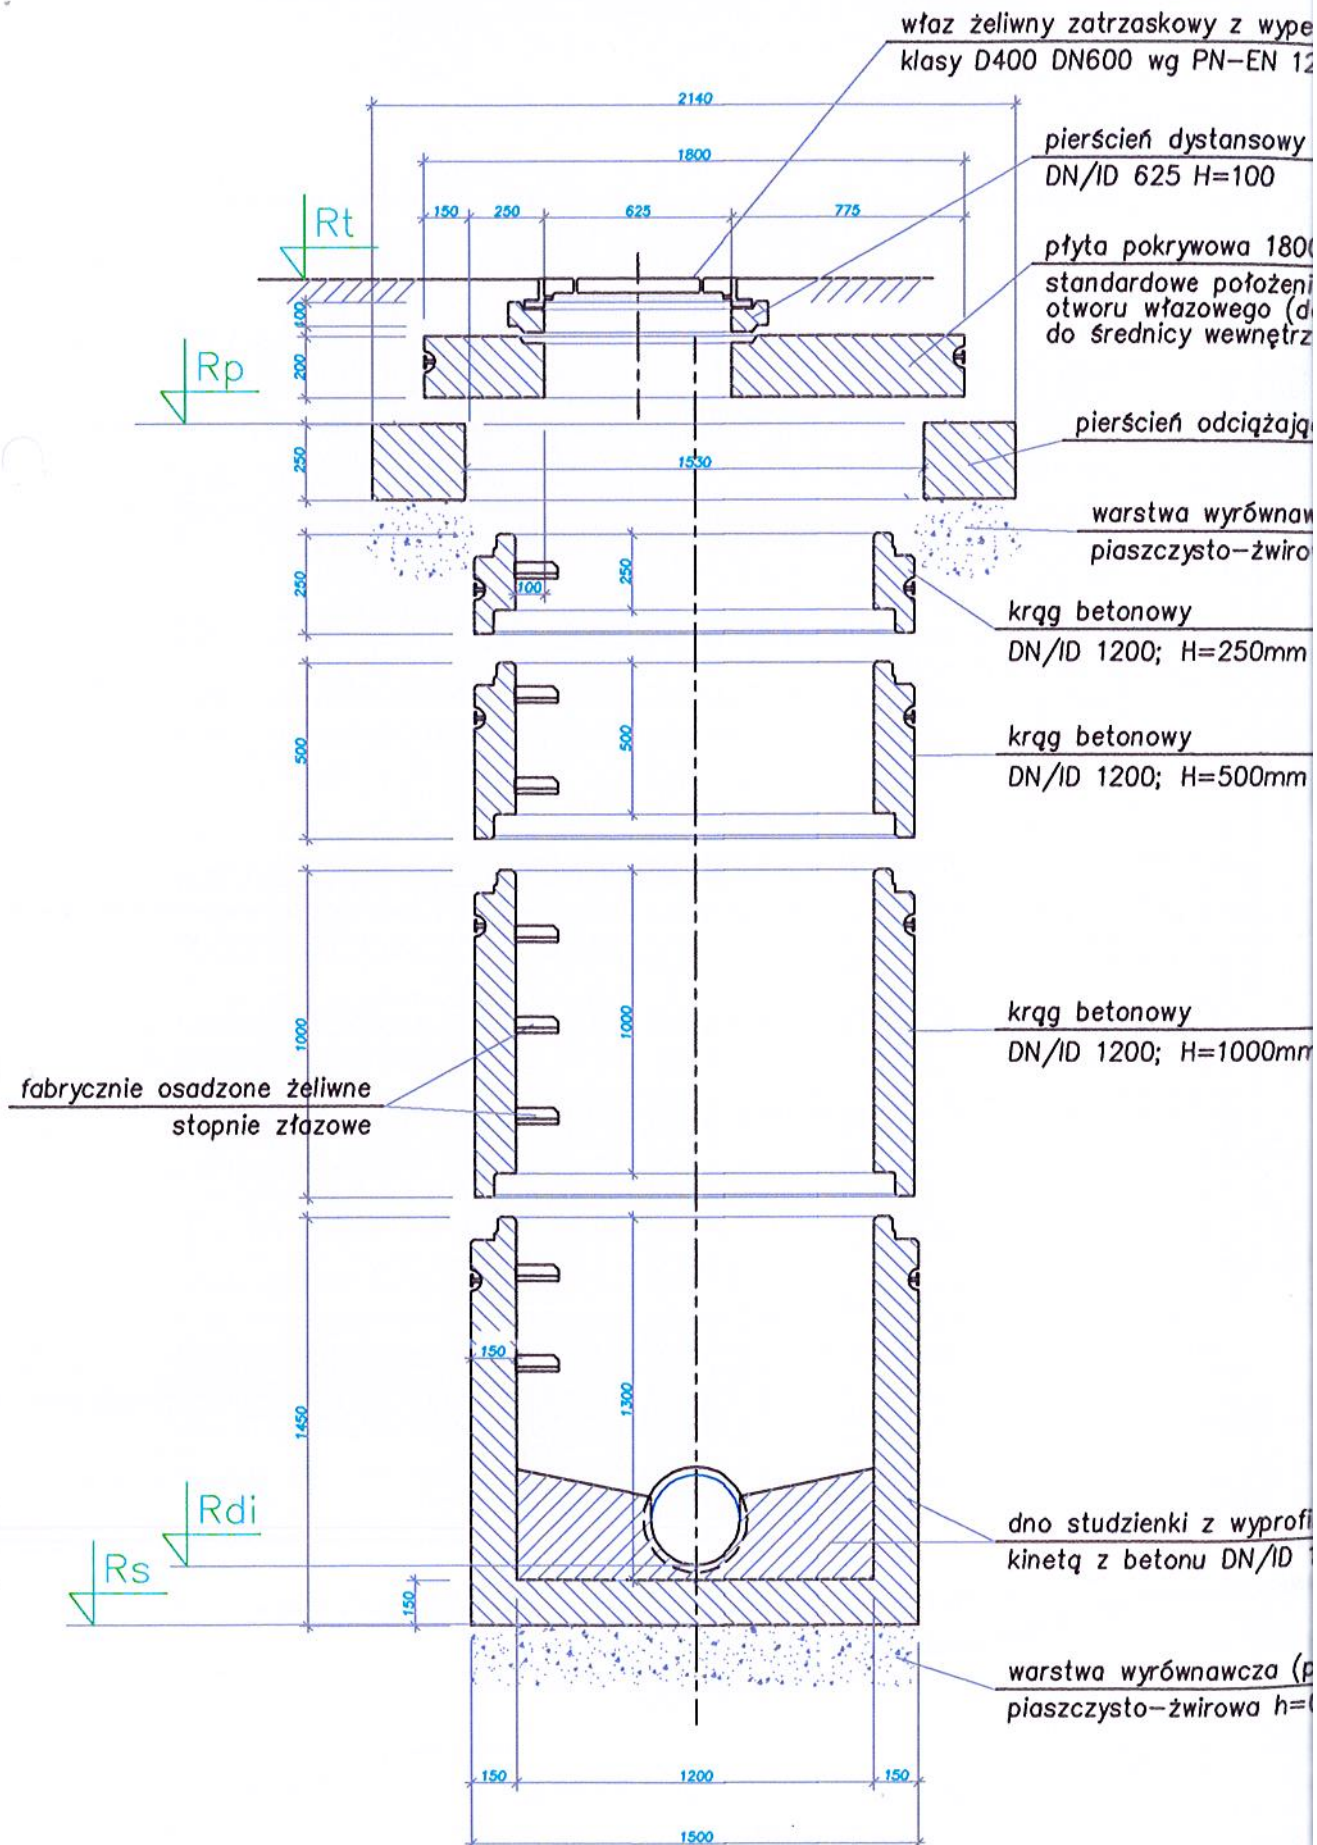 właz żeliwny zatrzaskowy z wype
klasy D400 DN600 wg PN-EN 12
2140
pierścień dystansowy
DN/ID 625 H=100
1800
150
250
625
775
Rt
płyta pokrywowa 180
standardowe położeni
otworu włazowego (d
do średnicy wewnętrz
100
200
Rp
pierścień odciążają
250
1530
warstwa wyrównaw
piaszczysto-żwiro
250
100
250
krąg betonowy
DN/ID 1200; H=250mm
500
500
krąg betonowy
DN/ID 1200; H=500mm
1000
1000
krąg betonowy
DN/ID 1200; H=1000mm
fabrycznie osadzone żeliwne
stopnie złazowe
150
1450
1300
Rdi
Rs
150
dno studzienki z wyprofi
kinetą z betonu DN/ID
warstwa wyrównawcza (p
piaszczysto-żwirowa h=
150
1200
150
1500